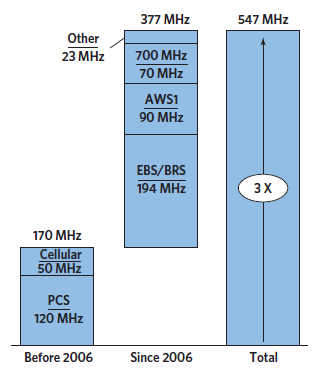 377 MHz
547 MHz
Other
23 MHz
700 MHz
70 MHz
AWS1
90 MHz
EBS/BRS
194 MHz
3 X
170 MHz
Cellular
50 MHz
PCS
120 MHz
Before 2006
Since 2006
Total